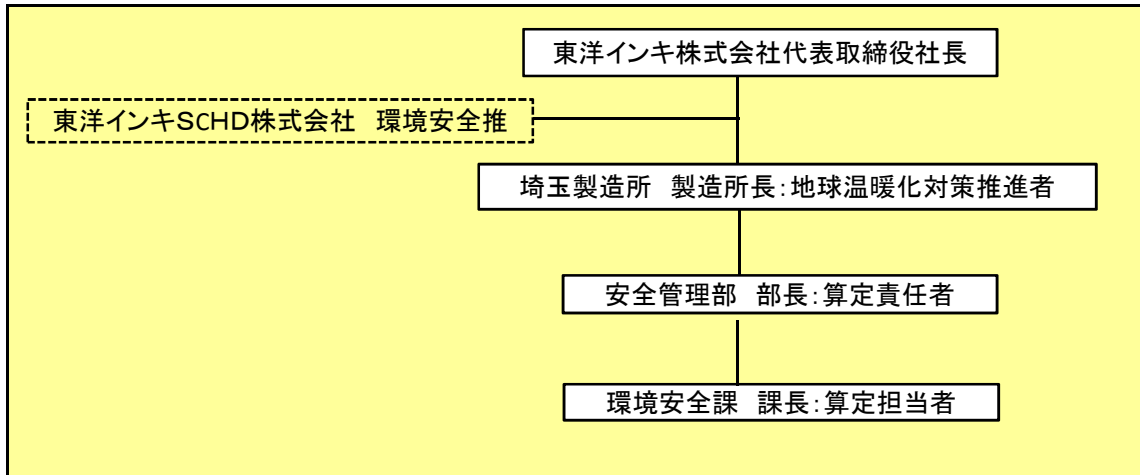 東洋インキ株式会社代表取締役社長
東洋インキSCHD株式会社　環境安全推
埼玉製造所　製造所長：地球温暖化対策推進者
安全管理部　部長：算定責任者
環境安全課　課長：算定担当者